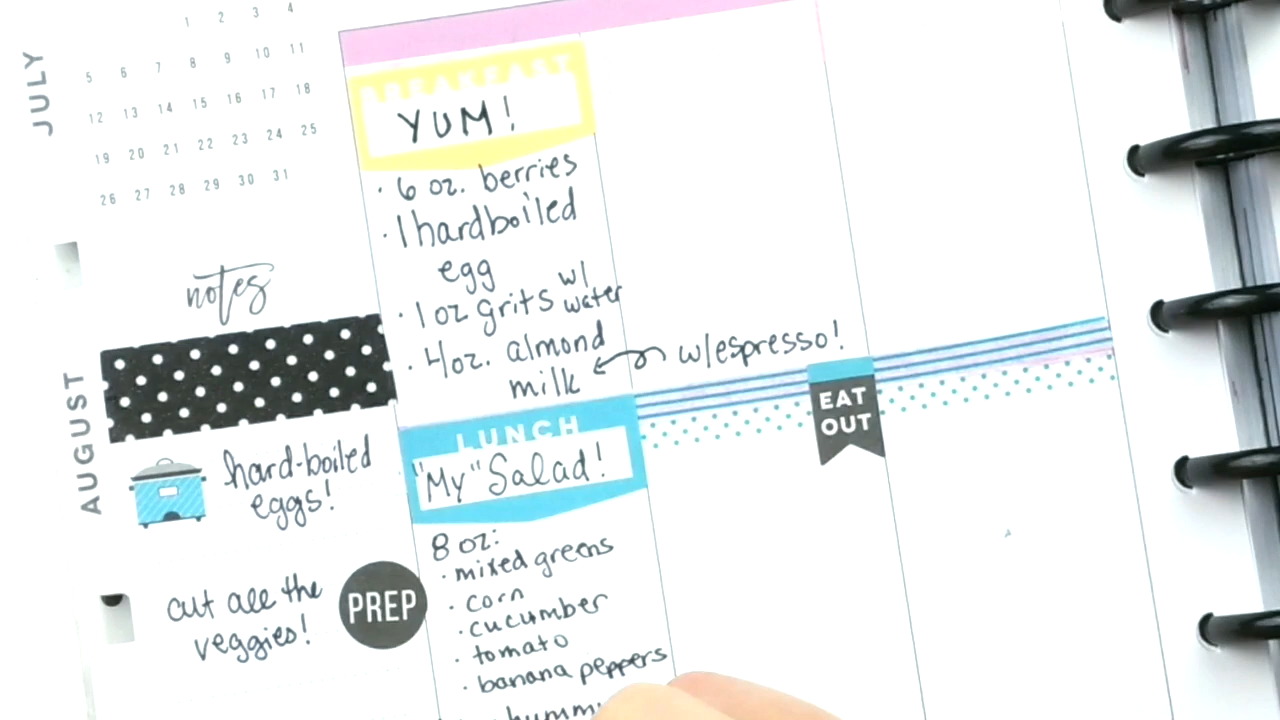 JULY
1 2 3 4
5 6 7 8 9 10 11
12 13 14 15 16 17 18
19 20 21 22 23 24 25
26 27 28 29 30 31
notes
AUGUST
hard-boiled
eggs!
cut all the
veggies!
PREP
BREAKFAST
YUM!
· 6 oz. berries
· 1 hardboiled
egg
· 1 oz grits w/
water
· 4oz. almond
milk
w/espresso!
LUNCH
"My" Salad!
8 oz:
· mixed greens
· corn
· cucumber
· tomato
· banana peppers
EAT
OUT